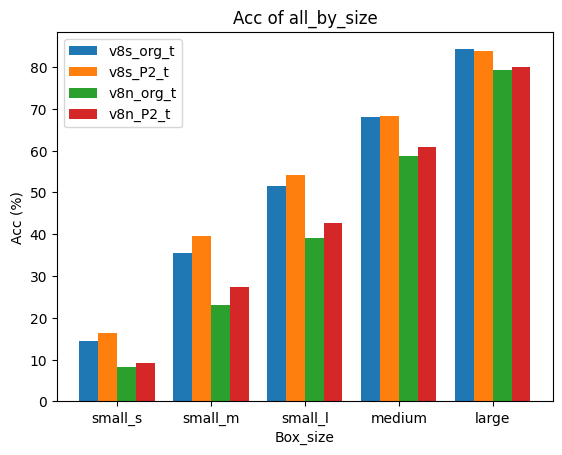 Acc of all_by_size
v8s_org_t
v8s_P2_t
v8n_org_t
v8n_P2_t
Acc (%)
80
70
60
50
40
30
20
10
0
small_s small_m small_l medium large
Box_size